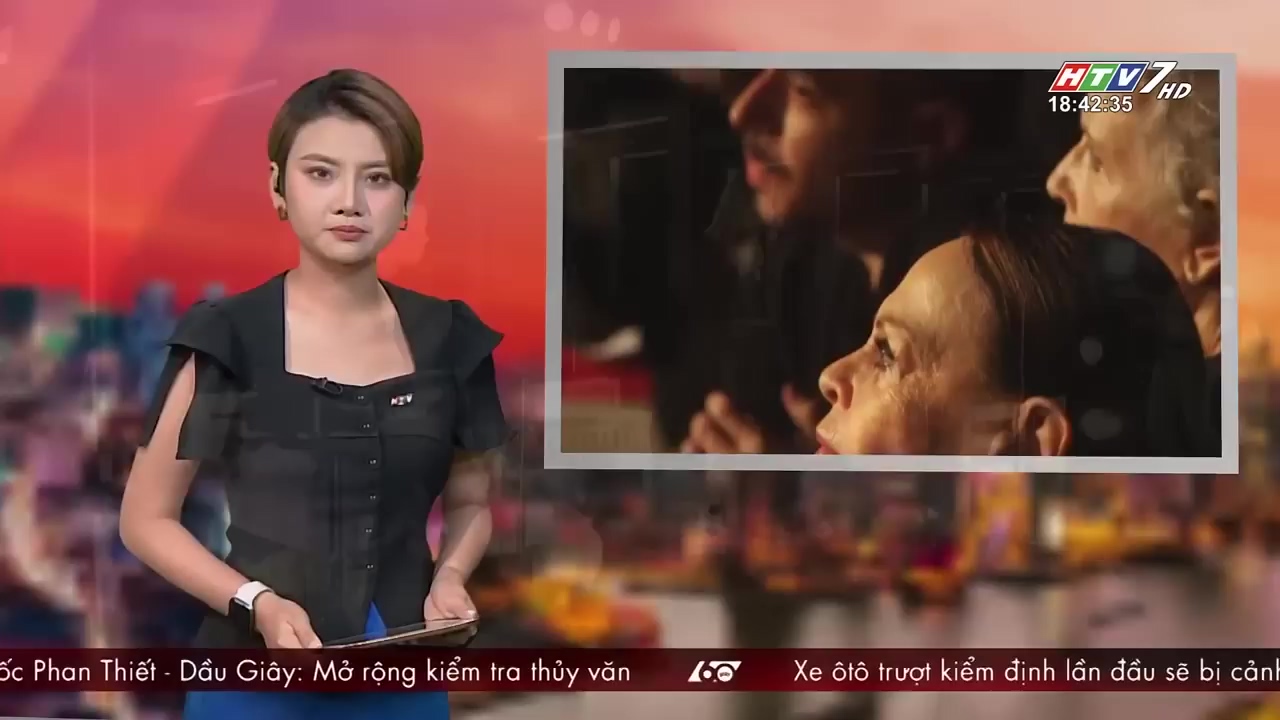 HTV7 HD
18:42:35
HTV
ốc Phan Thiết - Dầu Giây: Mở rộng kiểm tra thủy văn
60 Xe ôtô trượt kiểm định lần đầu sẽ bị cảnh